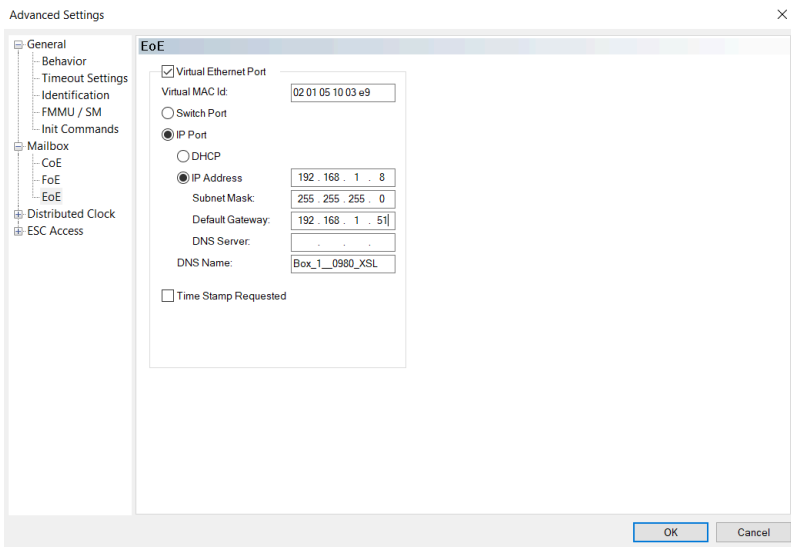 Advanced Settings
General
Behavior
Timeout Settings
Identification
FMMU / SM
Init Commands
Mailbox
CoE
FoE
EoE
Distributed Clock
ESC Access
EoE
Virtual Ethernet Port
Virtual MAC Id: 02 01 05 10 03 e9
Switch Port
IP Port
DHCP
IP Address 192 . 168 . 1 . 8
Subnet Mask: 255 . 255 . 255 . 0
Default Gateway: 192 . 168 . 1 . 51
DNS Server: . . .
DNS Name: Box_1__0980_XSL
Time Stamp Requested
OK Cancel